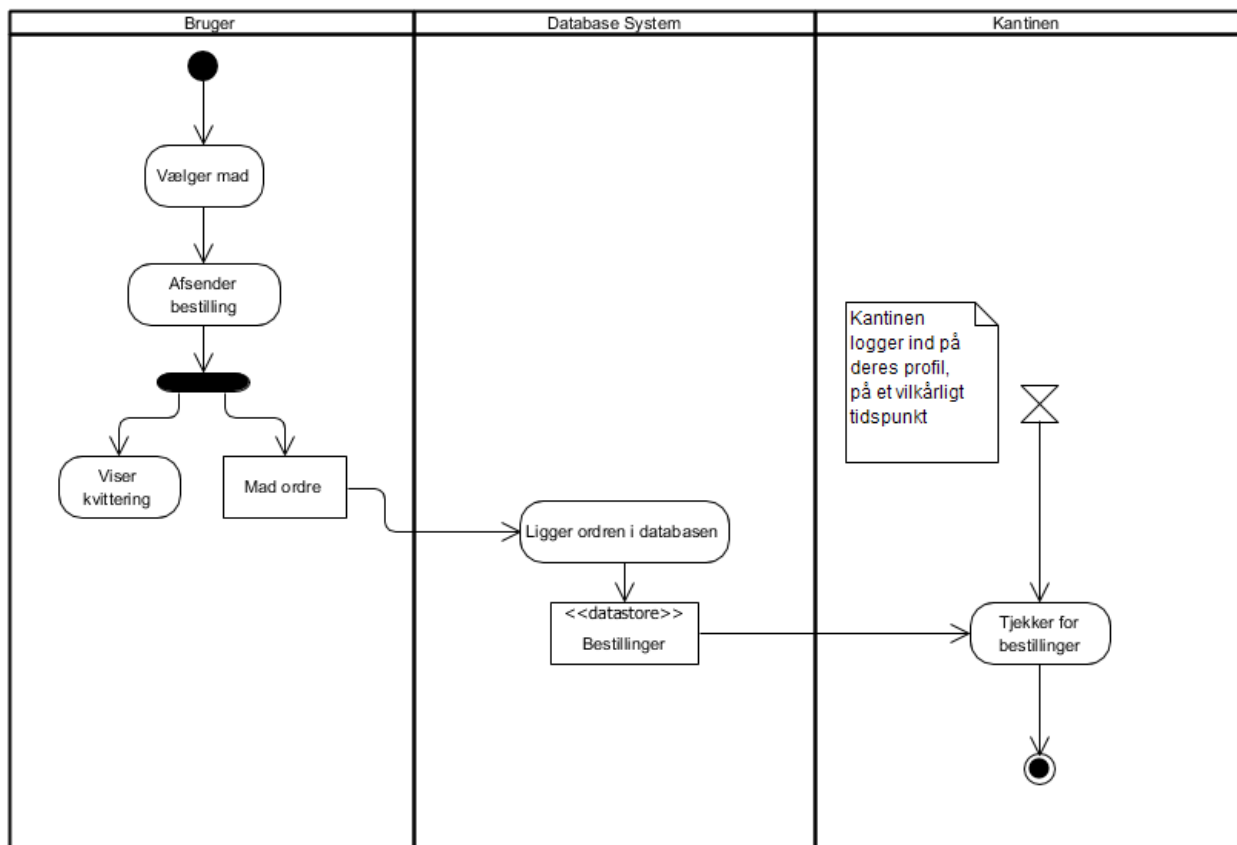 Bruger
Database System
Kantinen
Vælger mad
Afsender
bestilling
Kantinen
logger ind på
deres profil,
på et vilkårligt
tidspunkt
Viser
kvittering
Mad ordre
Ligger ordren i databasen
<<datastore>>
Bestillinger
Tjekker for
bestillinger